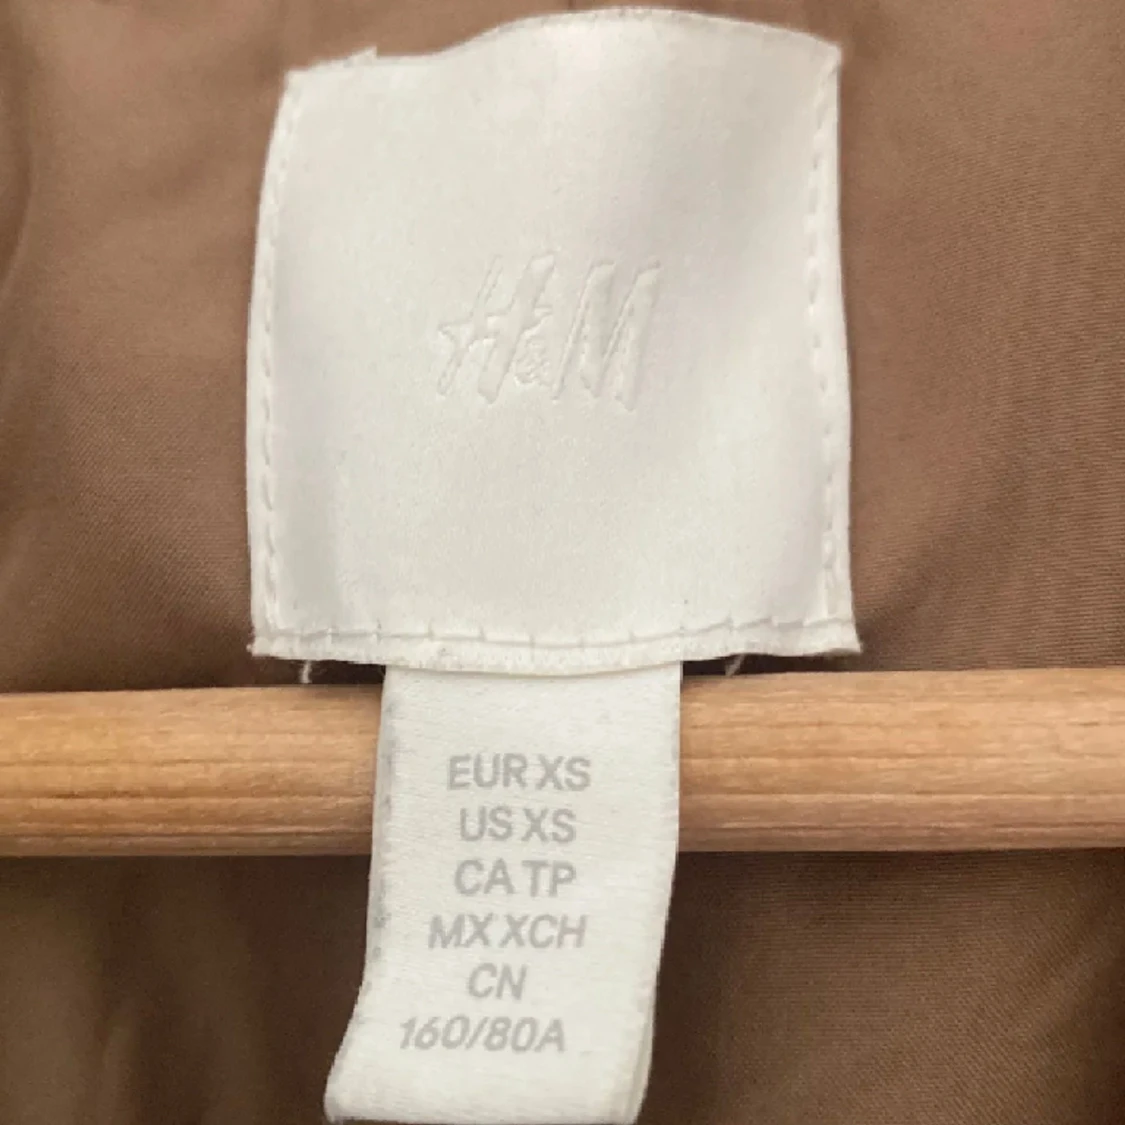 H&M
EUR XS
US XS
CA TP
MX XCH
CN
160/80A